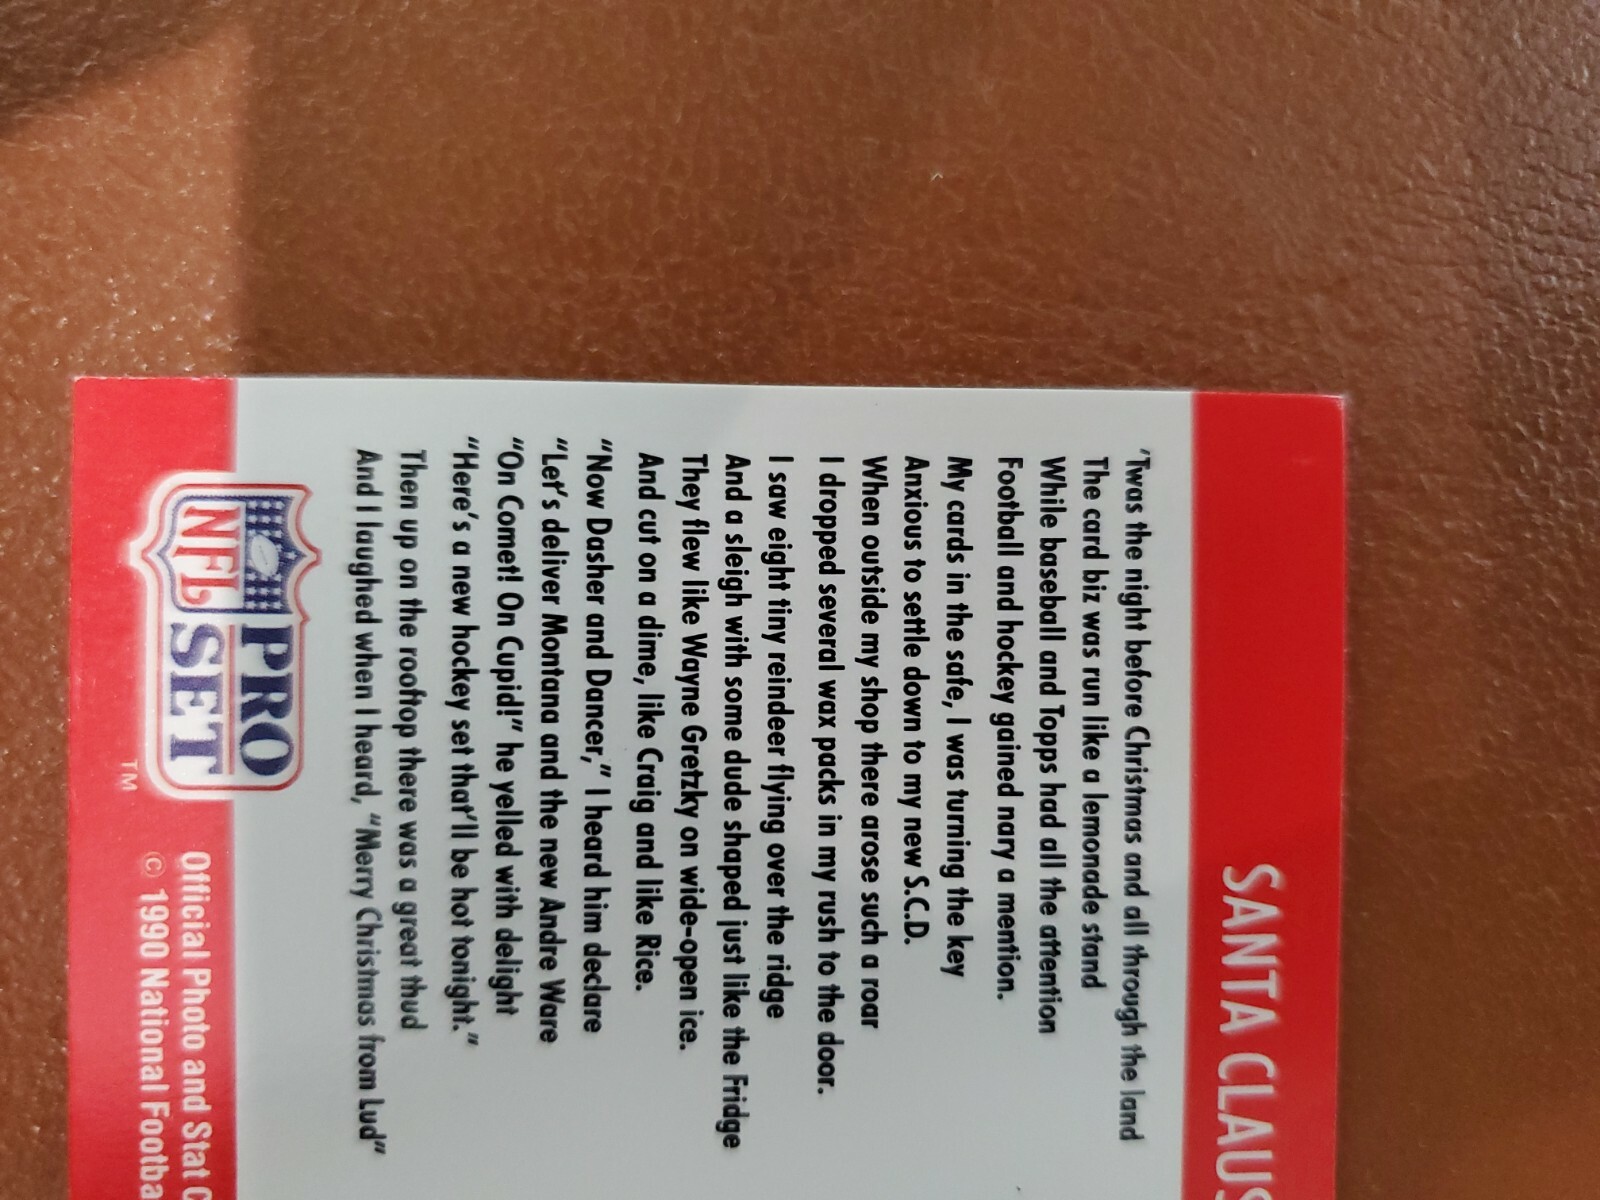 SANTA CLAUS
'Twas the night before Christmas and all through the land
The card biz was run like a lemonade stand
While baseball and Topps had all the attention
Football and hockey gained nary a mention.
My cards in the safe, I was turning the key
Anxious to settle down to my new S.C.D.
When outside my shop there arose such a roar
I dropped several wax packs in my rush to the door.
I saw eight tiny reindeer flying over the ridge
And a sleigh with some dude shaped just like the Fridge
They flew like Wayne Gretzky on wide-open ice.
And cut on a dime, like Craig and like Rice.
"Now Dasher and Dancer," I heard him declare
"Let's deliver Montana and the new Andre Ware
"On Comet! On Cupid!" he yelled with delight
"Here's a new hockey set that'll be hot tonight."
Them up on the rooftop there was a great thud
And I laughed when I heard, "Merry Christmas from Lud"
NFL PRO SET TM
Official Photo and Stat
© 1990 National